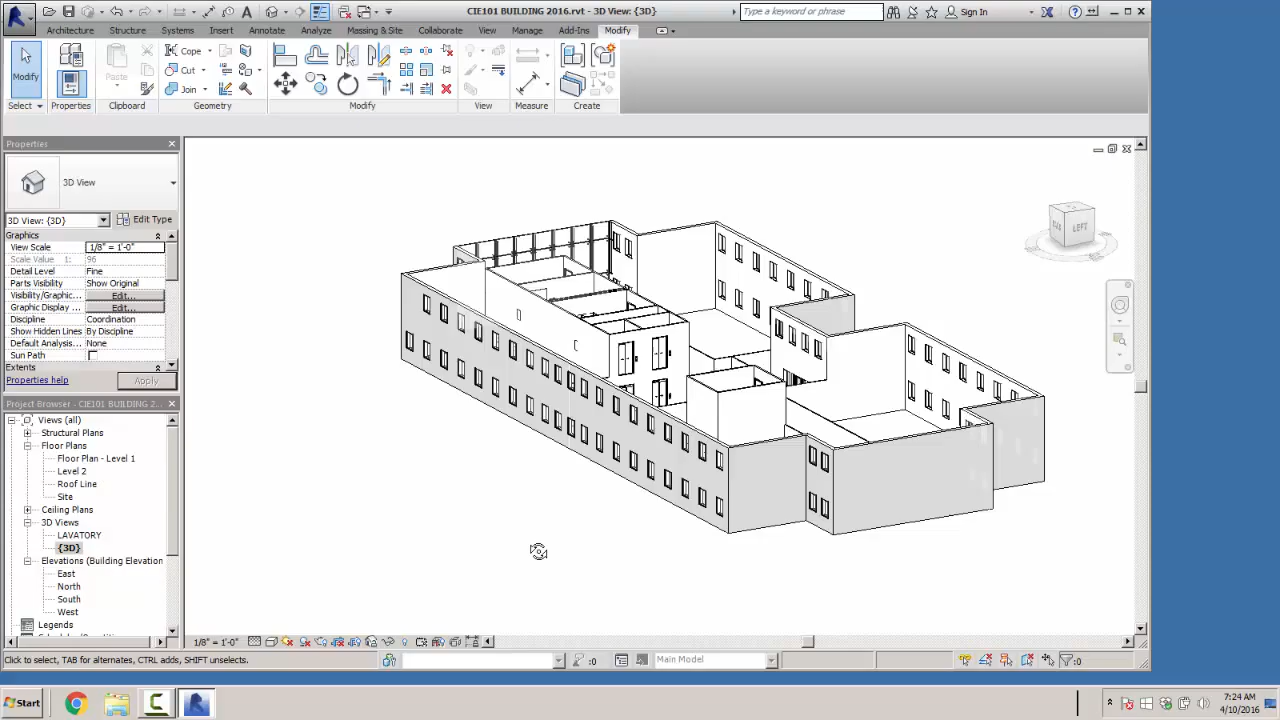 CIE101 BUILDING 2016.rvt - 3D View: {3D}
Type a keyword or phrase
Sign In
Architecture Structure Systems Insert Annotate Analyze Massing & Site Collaborate View Manage Add-Ins Modify
Modify
Paste
Cope
Cut
Join
Select Properties Clipboard Geometry Modify View Measure Create
Properties
3D View
3D View: {3D} Edit Type
Graphics
View Scale 1/8" = 1'-0"
Scale Value 1: 96
Detail Level Fine
Parts Visibility Show Original
Visibility/Graphic... Edit...
Graphic Display ... Edit...
Discipline Coordination
Show Hidden Lines By Discipline
Default Analysis... None
Sun Path
Extents
Properties help Apply
Project Browser - CIE101 BUILDING 2...
Views (all)
Structural Plans
Floor Plans
Floor Plan - Level 1
Level 2
Roof Line
Site
Ceiling Plans
3D Views
LAVATORY
{3D}
Elevations (Building Elevation
East
North
South
West
Legends
LEFT
1/8" = 1'-0"
Click to select, TAB for alternates, CTRL adds, SHIFT unselects.
:0
Main Model
:0
Start
7:24 AM
4/10/2016